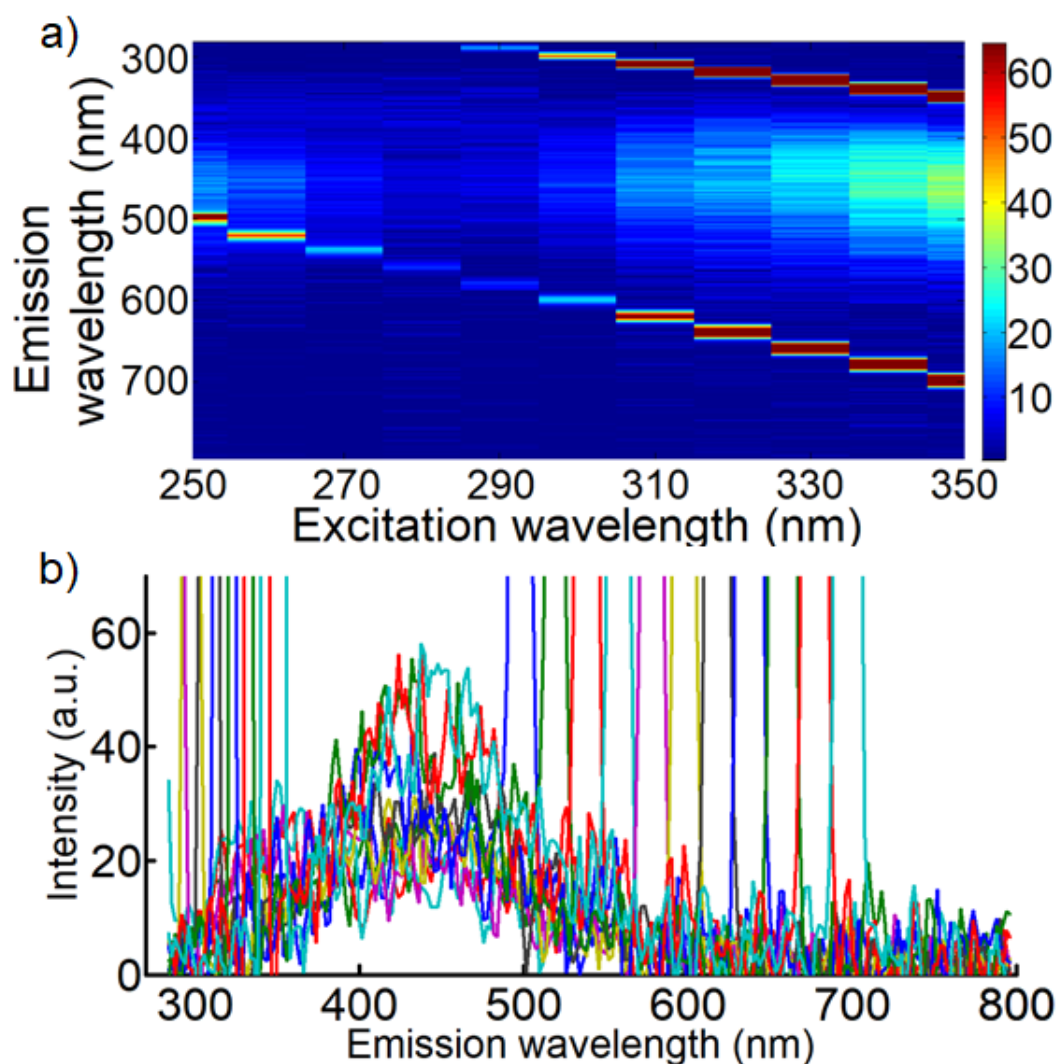 a)
Emission
wavelength (nm)
300
400
500
600
700
250 270 290 310 330 350
Excitation wavelength (nm)
60
50
40
30
20
10
b)
Intensity (a.u.)
60
40
20
0
300 400 500 600 700 800
Emission wavelength (nm)